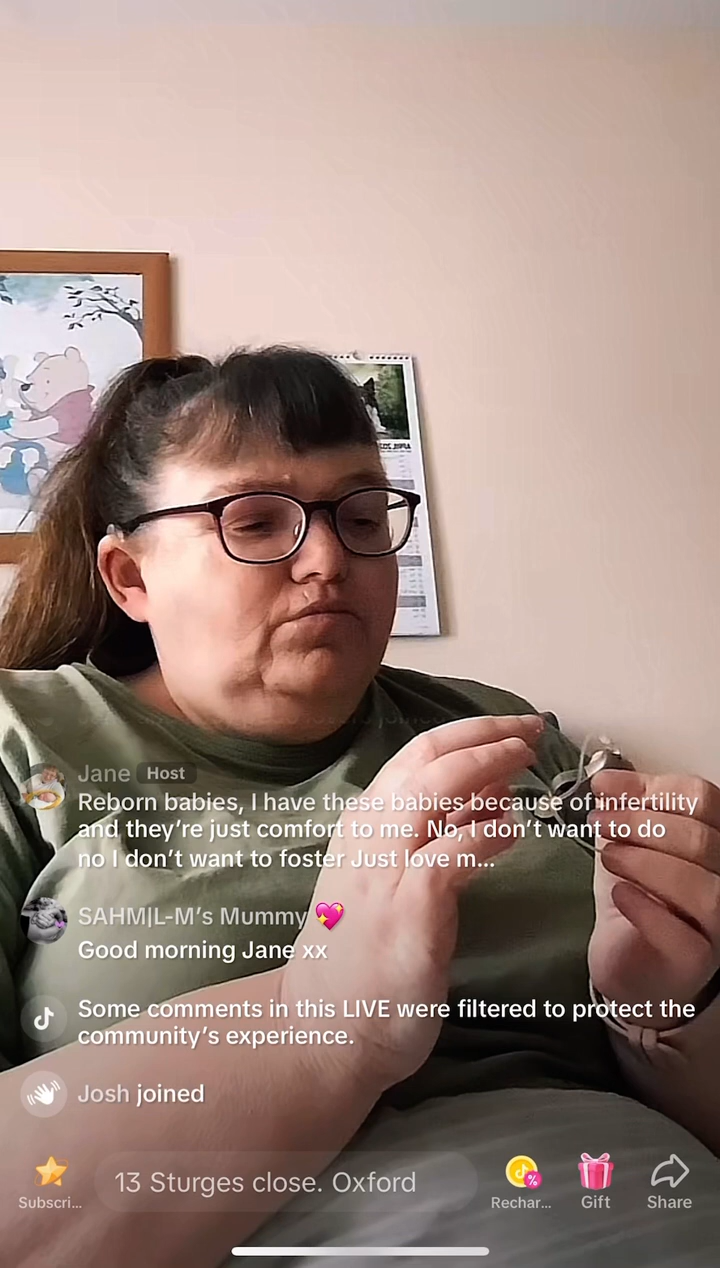 Jane Host
Reborn babies, I have these babies because of infertility
and they're just comfort to me. No, I don't want to do
no I don't want to foster Just love m...
SAHM|L-M's Mummy 💖
Good morning Jane xx
Some comments in this LIVE were filtered to protect the
community's experience.
Josh joined
13 Sturges close. Oxford
Subscri... Rechar... Gift Share